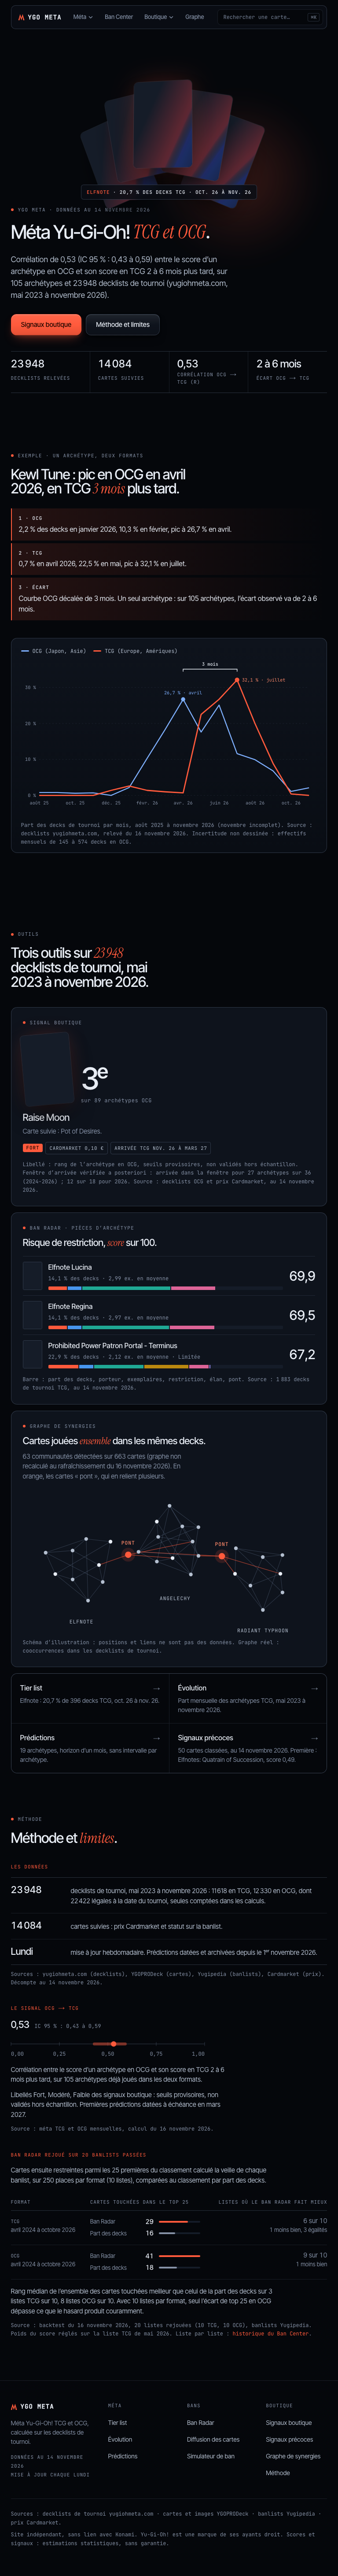 YGO META
Méta
Ban Center
Boutique
Graphe
Rechercher une carte…
⌘K
ELFNOTE · 20,7 % DES DECKS TCG · OCT. 26 À NOV. 26
YGO META · DONNÉES AU 14 NOVEMBRE 2026
Méta Yu-Gi-Oh! TCG et OCG.
Corrélation de 0,53 (IC 95 % : 0,43 à 0,59) entre le score d'un
archétype en OCG et son score en TCG 2 à 6 mois plus tard, sur
105 archétypes et 23 948 decklists de tournoi (yugiohmeta.com,
mai 2023 à novembre 2026).
Signaux boutique
Méthode et limites
23 948
DECKLISTS RELEVÉES
14 084
CARTES SUIVIES
0,53
CORRÉLATION OCG →
TCG (R)
2 à 6 mois
ÉCART OCG → TCG
EXEMPLE · UN ARCHÉTYPE, DEUX FORMATS
Kewl Tune : pic en OCG en avril
2026, en TCG 3 mois plus tard.
1 · OCG
2,2 % des decks en janvier 2026, 10,3 % en février, pic à 26,7 % en avril.
2 · TCG
0,7 % en avril 2026, 22,5 % en mai, pic à 32,1 % en juillet.
3 · ÉCART
Courbe OCG décalée de 3 mois. Un seul archétype : sur 105 archétypes, l'écart observé va de 2 à 6
mois.
OCG (Japon, Asie)
TCG (Europe, Amériques)
3 mois
32,1 % · juillet
26,7 % · avril
30 %
20 %
10 %
0 %
août 25
oct. 25
déc. 25
févr. 26
avr. 26
juin 26
août 26
oct. 26
Part des decks de tournoi par mois, août 2025 à novembre 2026 (novembre incomplet). Source :
decklists yugiohmeta.com, relevé du 16 novembre 2026. Incertitude non dessinée : effectifs
mensuels de 145 à 574 decks en OCG.
OUTILS
Trois outils sur 23 948
decklists de tournoi, mai
2023 à novembre 2026.
SIGNAL BOUTIQUE
3e
sur 89 archétypes OCG
Raise Moon
Carte suivie : Pot of Desires.
FORT
CARDMARKET 0,10 €
ARRIVÉE TCG NOV. 26 À MARS 27
Libellé : rang de l'archétype en OCG, seuils provisoires, non validés hors échantillon.
Fenêtre d'arrivée vérifiée a posteriori : arrivée dans la fenêtre pour 27 archétypes sur 36
(2024-2026) ; 12 sur 18 pour 2026. Source : decklists OCG et prix Cardmarket, au 14 novembre
2026.
BAN RADAR · PIÈCES D'ARCHÉTYPE
Risque de restriction, score sur 100.
Elfnote Lucina
14,1 % des decks · 2,99 ex. en moyenne
69,9
Elfnote Regina
14,1 % des decks · 2,97 ex. en moyenne
69,5
Prohibited Power Patron Portal - Terminus
22,9 % des decks · 2,12 ex. en moyenne · Limitée
67,2
Barre : part des decks, porteur, exemplaires, restriction, élan, pont. Source : 1 883 decks
de tournoi TCG, au 14 novembre 2026.
GRAPHE DE SYNERGIES
Cartes jouées ensemble dans les mêmes decks.
63 communautés détectées sur 663 cartes (graphe non
recalculé au rafraîchissement du 16 novembre 2026). En
orange, les cartes « pont », qui en relient plusieurs.
PONT
PONT
ANGELECHY
ELFNOTE
RADIANT TYPHOON
Schéma d'illustration : positions et liens ne sont pas des données. Graphe réel :
cooccurrences dans les decklists de tournoi.
Tier list →
Elfnote : 20,7 % de 396 decks TCG, oct. 26 à nov. 26.
Évolution →
Part mensuelle des archétypes TCG, mai 2023 à
novembre 2026.
Prédictions →
19 archétypes, horizon d'un mois, sans intervalle par
archétype.
Signaux précoces →
50 cartes classées, au 14 novembre 2026. Première :
Elfnotes: Quatrain of Succession, score 0,49.
MÉTHODE
Méthode et limites.
LES DONNÉES
23 948
decklists de tournoi, mai 2023 à novembre 2026 : 11 618 en TCG, 12 330 en OCG, dont
22 422 légales à la date du tournoi, seules comptées dans les calculs.
14 084
cartes suivies : prix Cardmarket et statut sur la banlist.
Lundi
mise à jour hebdomadaire. Prédictions datées et archivées depuis le 1er novembre 2026.
Sources : yugiohmeta.com (decklists), YGOPRODeck (cartes), Yugipedia (banlists), Cardmarket (prix).
Décompte au 14 novembre 2026.
LE SIGNAL OCG → TCG
0,53 IC 95 % : 0,43 à 0,59
0,00
0,25
0,50
0,75
1,00
Corrélation entre le score d'un archétype en OCG et son score en TCG 2 à 6
mois plus tard, sur 105 archétypes déjà joués dans les deux formats.
Libellés Fort, Modéré, Faible des signaux boutique : seuils provisoires, non
validés hors échantillon. Premières prédictions datées à échéance en mars
2027.
Source : méta TCG et OCG mensuelles, calcul du 16 novembre 2026.
BAN RADAR REJOUÉ SUR 20 BANLISTS PASSÉES
Cartes ensuite restreintes parmi les 25 premières du classement calculé la veille de chaque
banlist, sur 250 places par format (10 listes), comparées au classement par part des decks.
FORMAT
CARTES TOUCHÉES DANS LE TOP 25
LISTES OÙ LE BAN RADAR FAIT MIEUX
TCG
avril 2024 à octobre 2026
Ban Radar 29
Part des decks 16
6 sur 10
1 moins bien, 3 égalités
OCG
avril 2024 à octobre 2026
Ban Radar 41
Part des decks 18
9 sur 10
1 moins bien
Rang médian de l'ensemble des cartes touchées meilleur que celui de la part des decks sur 3
listes TCG sur 10, 8 listes OCG sur 10. Avec 10 listes par format, seul l'écart de top 25 en OCG
dépasse ce que le hasard produit couramment.
Source : backtest du 16 novembre 2026, 20 listes rejouées (10 TCG, 10 OCG), banlists Yugipedia.
Poids du score réglés sur la liste TCG de mai 2026. Liste par liste : historique du Ban Center.
YGO META
Méta Yu-Gi-Oh! TCG et OCG,
calculée sur les decklists de
tournoi.
DONNÉES AU 14 NOVEMBRE
2026
MISE À JOUR CHAQUE LUNDI
MÉTA
Tier list
Évolution
Prédictions
BANS
Ban Radar
Diffusion des cartes
Simulateur de ban
BOUTIQUE
Signaux boutique
Signaux précoces
Graphe de synergies
Méthode
Sources : decklists de tournoi yugiohmeta.com · cartes et images YGOPRODeck · banlists Yugipedia ·
prix Cardmarket.
Site indépendant, sans lien avec Konami. Yu-Gi-Oh! est une marque de ses ayants droit. Scores et
signaux : estimations statistiques, sans garantie.